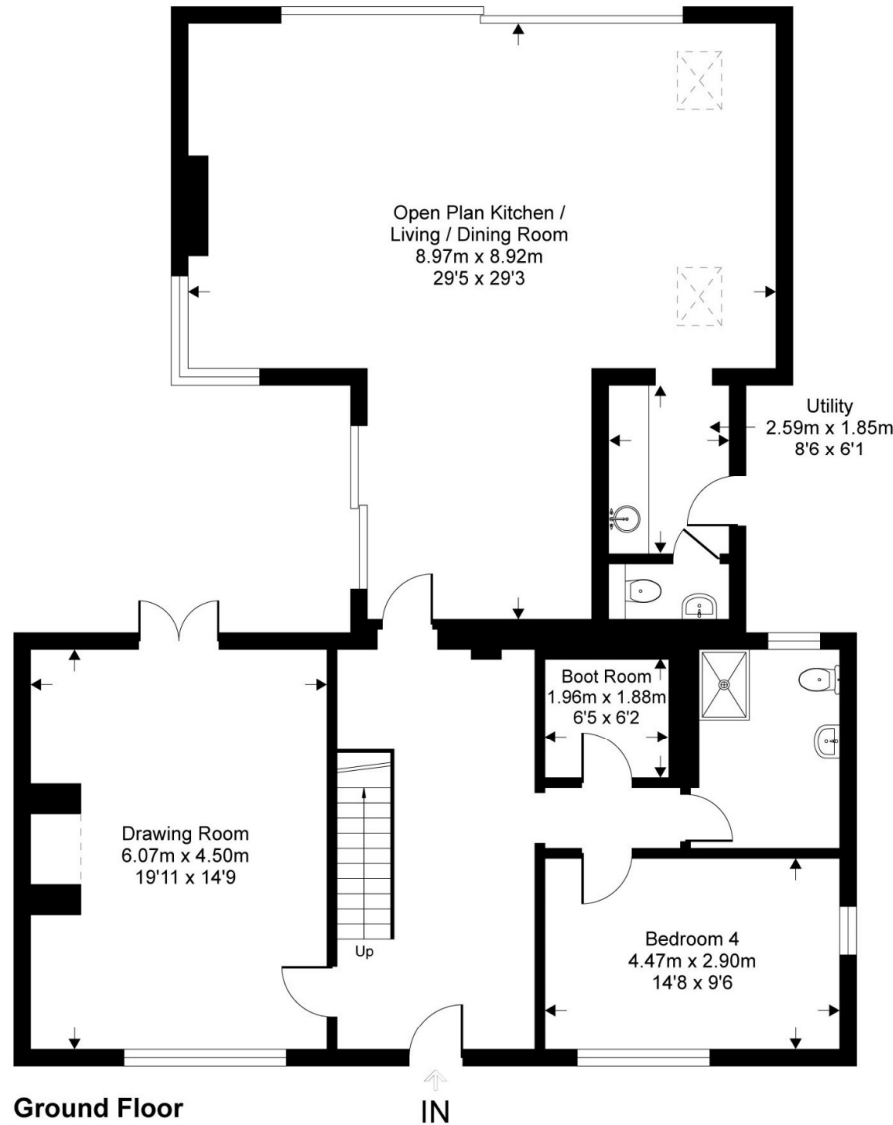 Open Plan Kitchen /
Living / Dining Room
8.97m x 8.92m
29'5 x 29'3
Utility
2.59m x 1.85m
8'6 x 6'1
Boot Room
1.96m x 1.88m
6'5 x 6'2
Drawing Room
6.07m x 4.50m
19'11 x 14'9
Up
Bedroom 4
4.47m x 2.90m
14'8 x 9'6
Ground Floor
IN